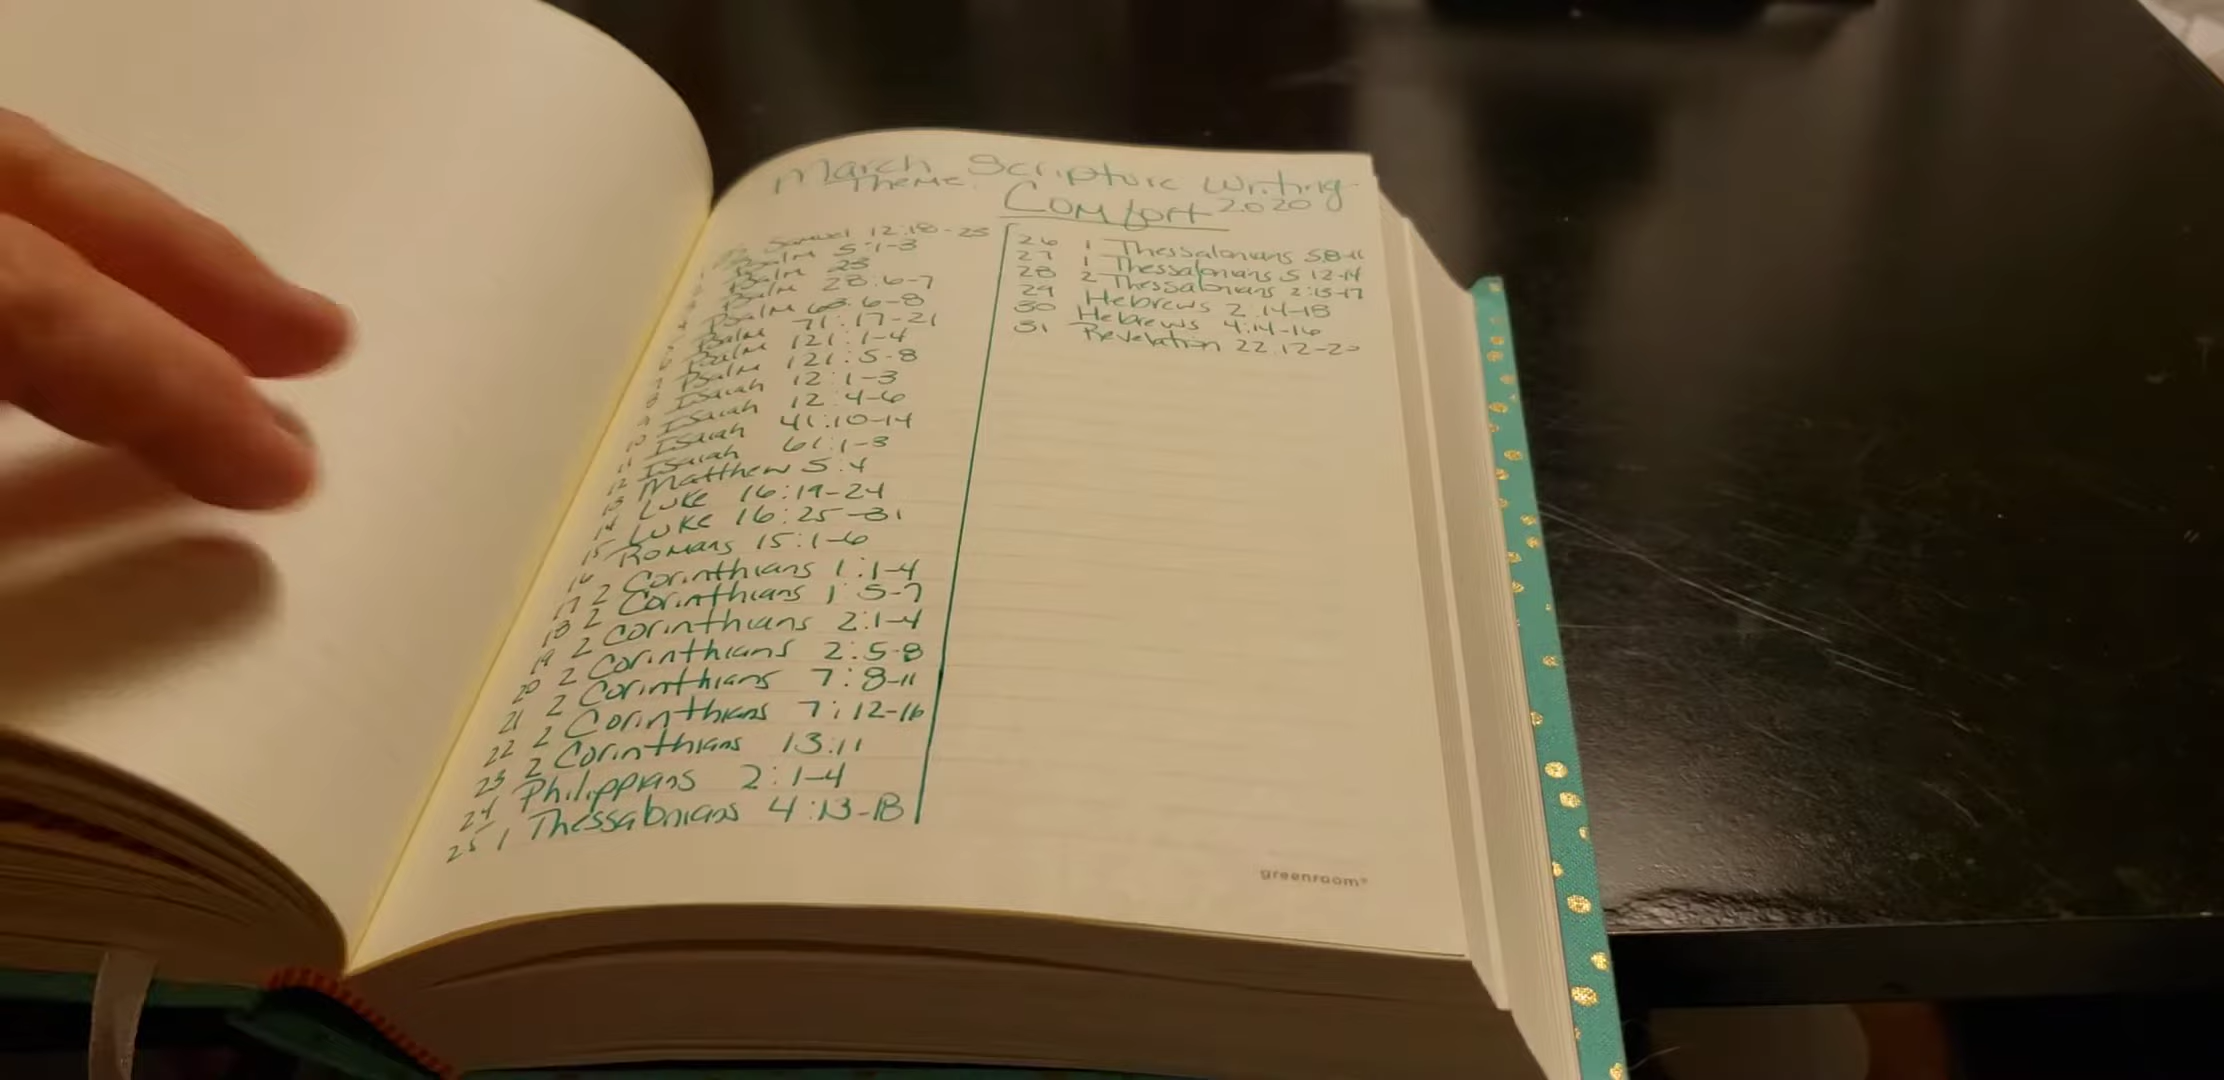 March Scripture Writing
Theme: Comfort 2020
Samuel 12:18-23
Psalm 5:1-3
Psalm 23
Psalm 28:6-7
Psalm 68:6-8
Psalm 71:17-21
Psalm 121:1-4
Psalm 121:5-8
8 Isaiah 12:1-3
9 Isaiah 12:4-6
10 Isaiah 41:10-14
11 Isaiah 61:1-3
12 Matthew 5:4
13 Luke 16:19-24
14 Luke 16:25-31
15 Romans 15:1-6
16 2 Corinthians 1:1-4
17 2 Corinthians 1:5-7
18 2 Corinthians 2:1-4
19 2 Corinthians 2:5-8
20 2 Corinthians 7:8-11
21 2 Corinthians 7:12-16
22 2 Corinthians 13:11
23 Philippians 2:1-4
24
25 1 Thessalonians 4:13-18
26 1 Thessalonians 5:8-11
27 1 Thessalonians 5 12-14
28 2 Thessalonians 2:13-17
29 Hebrews 2:14-18
30 Hebrews 4:14-16
31 Revelation 22:12-20
greenroom®